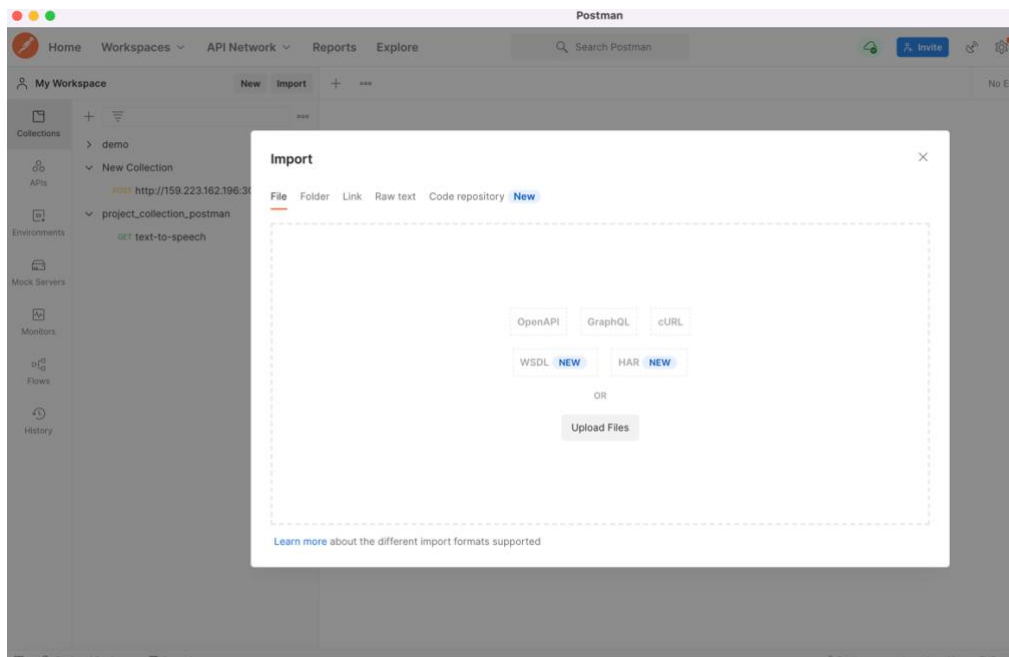 Postman
Home Workspaces API Network Reports Explore Search Postman Invite
My Workspace New Import No E
Collections
APIs
Environments
Mock Servers
Monitors
Flows
History
demo
New Collection
POST http://159.223.162.196:30
project_collection_postman
GET text-to-speech
Import
File Folder Link Raw text Code repository New
OpenAPI GraphQL cURL
WSDL NEW HAR NEW
OR
Upload Files
Learn more about the different import formats supported